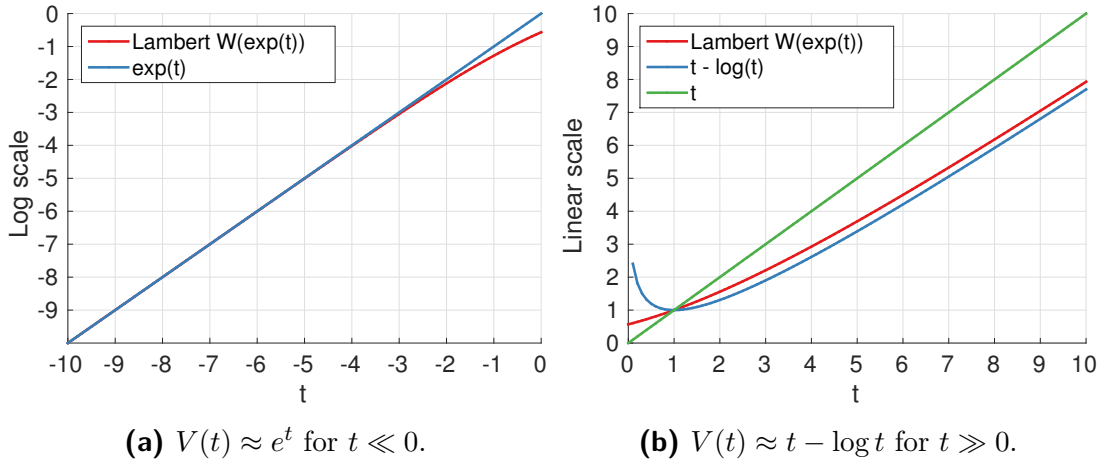 0
-1
-2
-3
-4
-5
-6
-7
-8
-9
Log scale
Lambert W(exp(t))
exp(t)
-10 -9 -8 -7 -6 -5 -4 -3 -2 -1 0
t
(a) V(t) ≈ e^t for t ≪ 0.
10
9
8
7
6
5
4
3
2
1
0
Linear scale
Lambert W(exp(t))
t - log(t)
t
0 1 2 3 4 5 6 7 8 9 10
t
(b) V(t) ≈ t − log t for t ≫ 0.